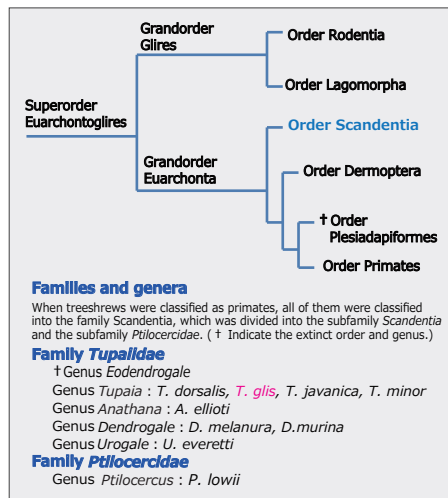 Grandorder
Glires
Order Rodentia
Order Lagomorpha
Superorder
Euarchontoglires
Order Scandentia
Grandorder
Euarchonta
Order Dermoptera
† Order
Plesiadapiformes
Order Primates
Families and genera
When treeshrews were classified as primates, all of them were classified
into the family Scandentia, which was divided into the subfamily Scandentia
and the subfamily Ptilocercidae. ( † Indicate the extinct order and genus.)
Family Tupaiidae
†Genus Eodendrogale
Genus Tupaia : T. dorsalis, T. glis, T. javanica, T. minor
Genus Anathana : A. ellioti
Genus Dendrogale : D. melanura, D.murina
Genus Urogale : U. everetti
Family Ptilocercidae
Genus Ptilocercus : P. lowii